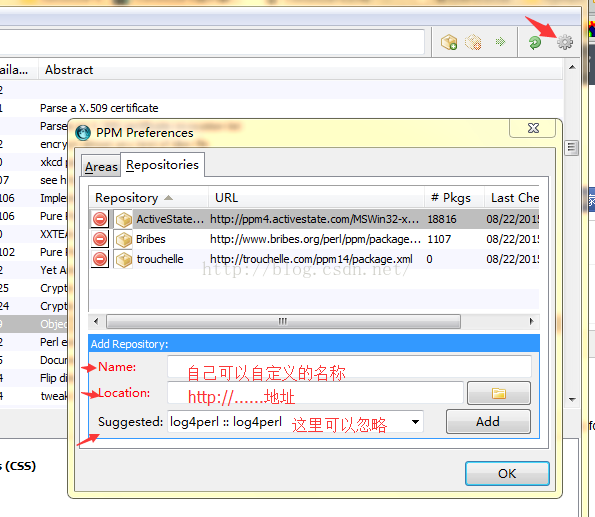 availa... Abstract
2
1 Parse a X.509 certificate
2 encryp
0 xkcd p
07 see h
106 Imple
106 Pure
0 XXTEA
102 Pure
2 Yet A
25 Crypt
24 Crypt
9 Objec
2 Perl e
5 Docum
4 Flip di
4 tweak
s (CSS)
PPM Preferences
Areas Repositories
Repository URL # Pkgs Last Che
ActiveState... http://ppm4.activestate.com/MSWin32-x... 18816 08/22/2015
Bribes http://www.bribes.org/perl/ppm/package... 1107 08/22/2015
trouchelle http://trouchelle.com/ppm14/package.xml 0 08/22/2015
http://blog.csdn.net/
Add Repository:
Name: 自己可以自定义的名称
Location: http://......地址
Suggested: log4perl :: log4perl 这里可以忽略 Add
OK